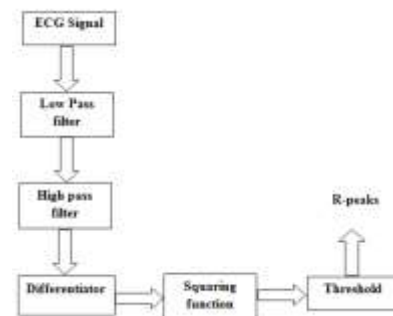 ECG Signal
Low Pass
filter
High pass
filter
R-peaks
Differentiator
Squaring
function
Threshold